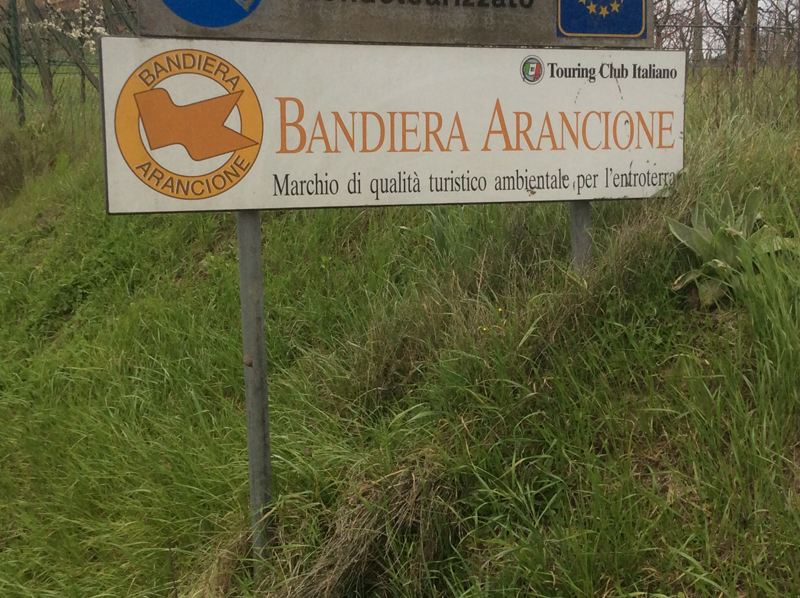 BANDIERA
ARANCIONE
Touring Club Italiano
BANDIERA ARANCIONE
Marchio di qualità turistico ambientale per l'entroterra